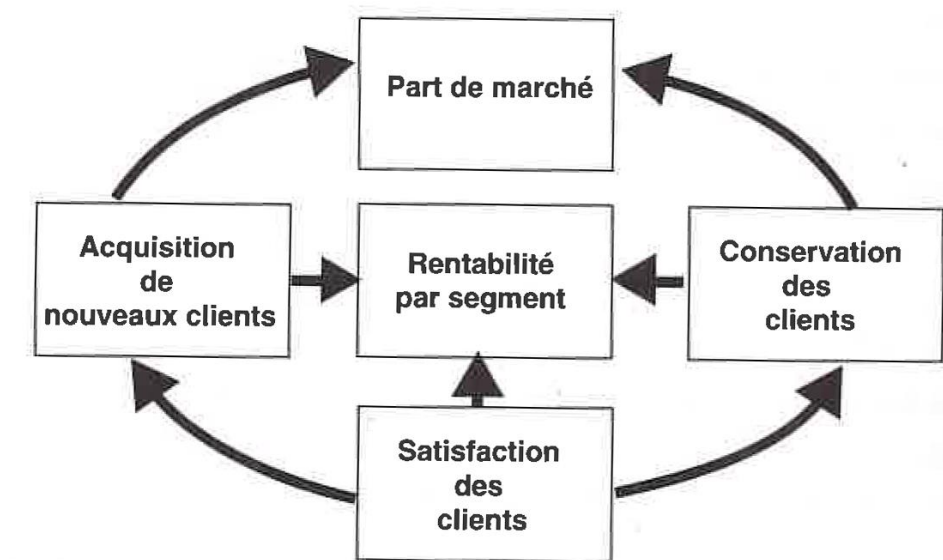 Part de marché
Acquisition
de
nouveaux clients
Rentabilité
par segment
Conservation
des
clients
Satisfaction
des
clients